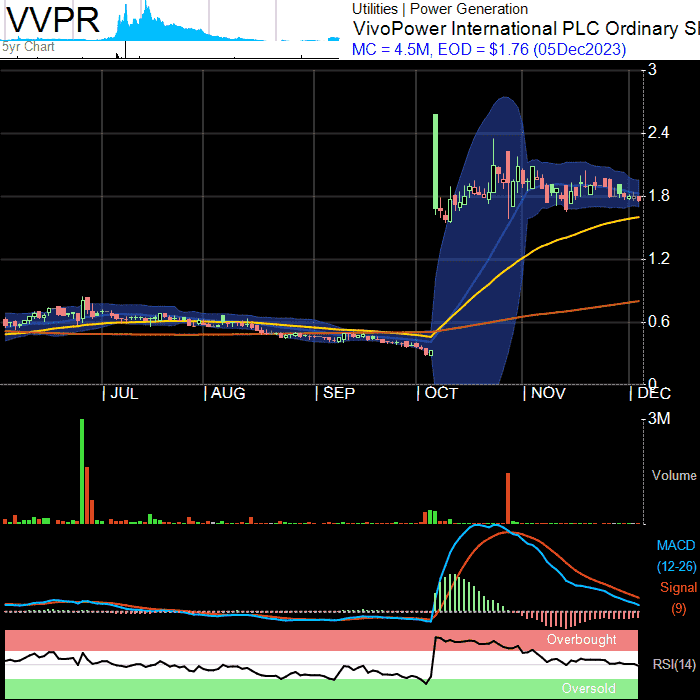 VVPR
5yr Chart
Utilities | Power Generation
VivoPower International PLC Ordinary S
MC = 4.5M, EOD = $1.76 (05Dec2023)
3
2.4
1.8
1.2
0.6
0
JUL AUG SEP OCT NOV DEC
3M
Volume
MACD
(12-26)
Signal
(9)
Overbought
RSI(14)
Oversold